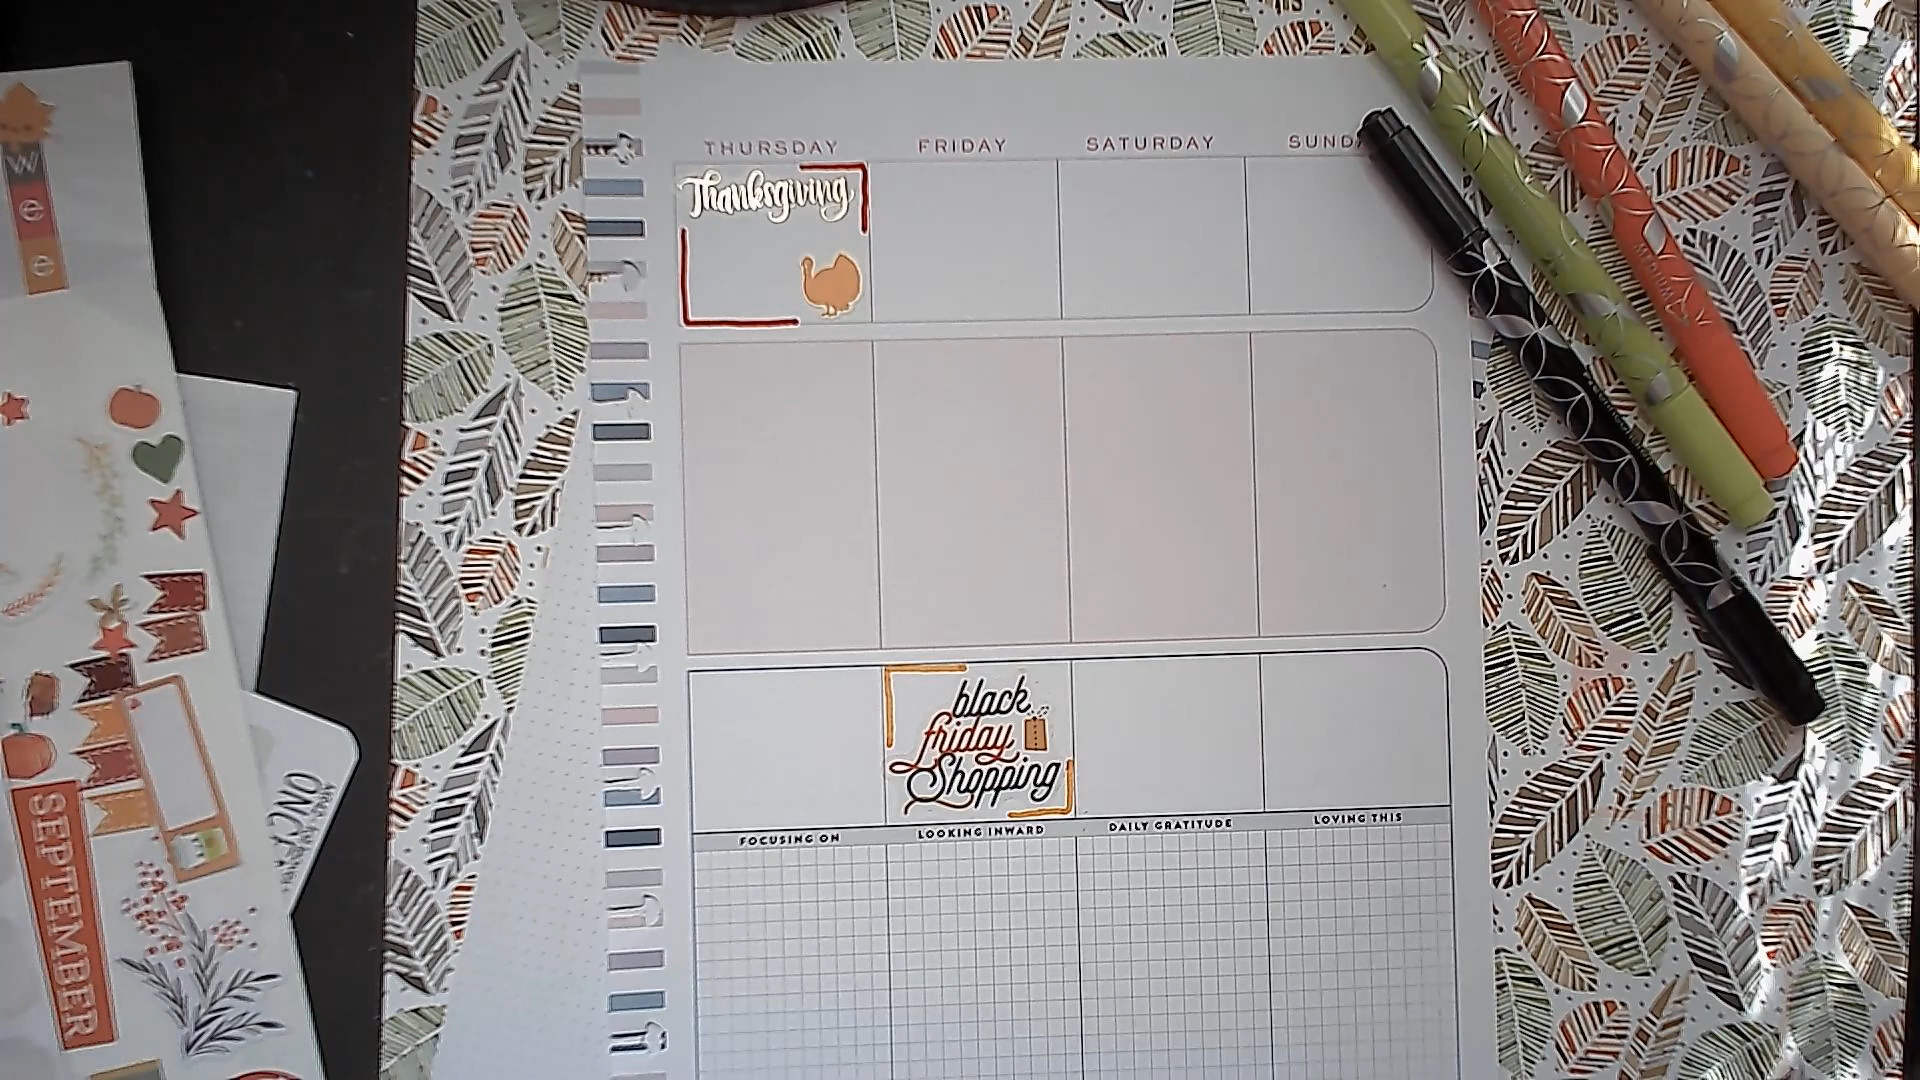 THURSDAY FRIDAY SATURDAY SUNDA
Thanksgiving
black
friday
Shopping
FOCUSING ON LOOKING INWARD DAILY GRATITUDE LOVING THIS
W
e
e
SEPTEMBER